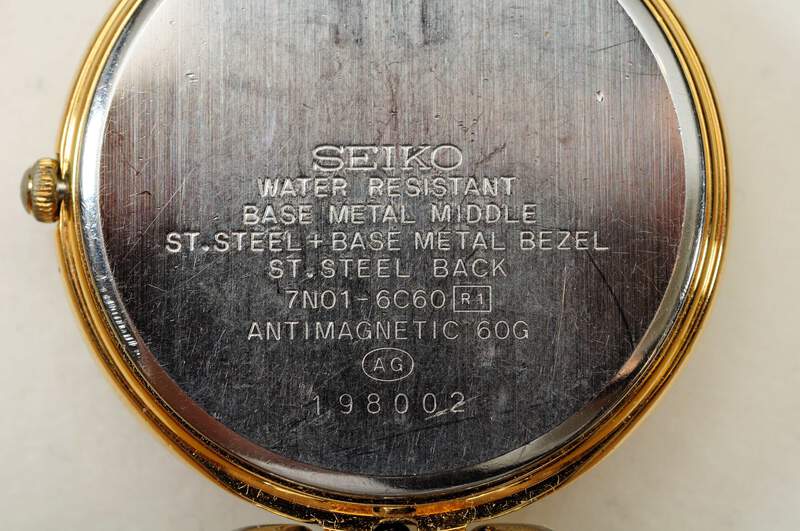 SEIKO
WATER RESISTANT
BASE METAL MIDDLE
ST.STEEL+BASE METAL BEZEL
ST.STEEL BACK
7N01-6C60 R1
ANTIMAGNETIC 60G
AG
198002